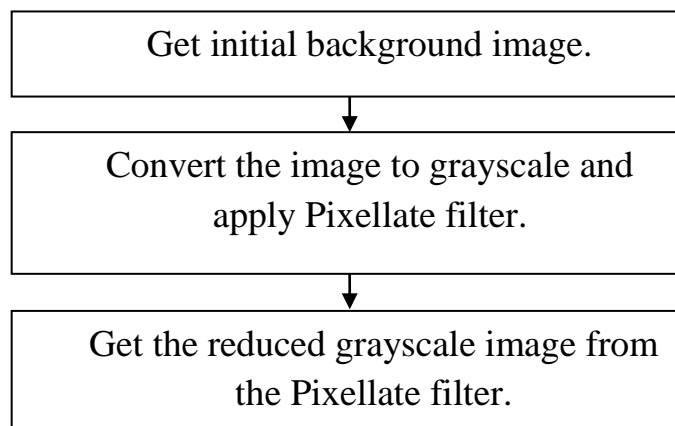 Get initial background image.
Convert the image to grayscale and
apply Pixellate filter.
Get the reduced grayscale image from
the Pixellate filter.